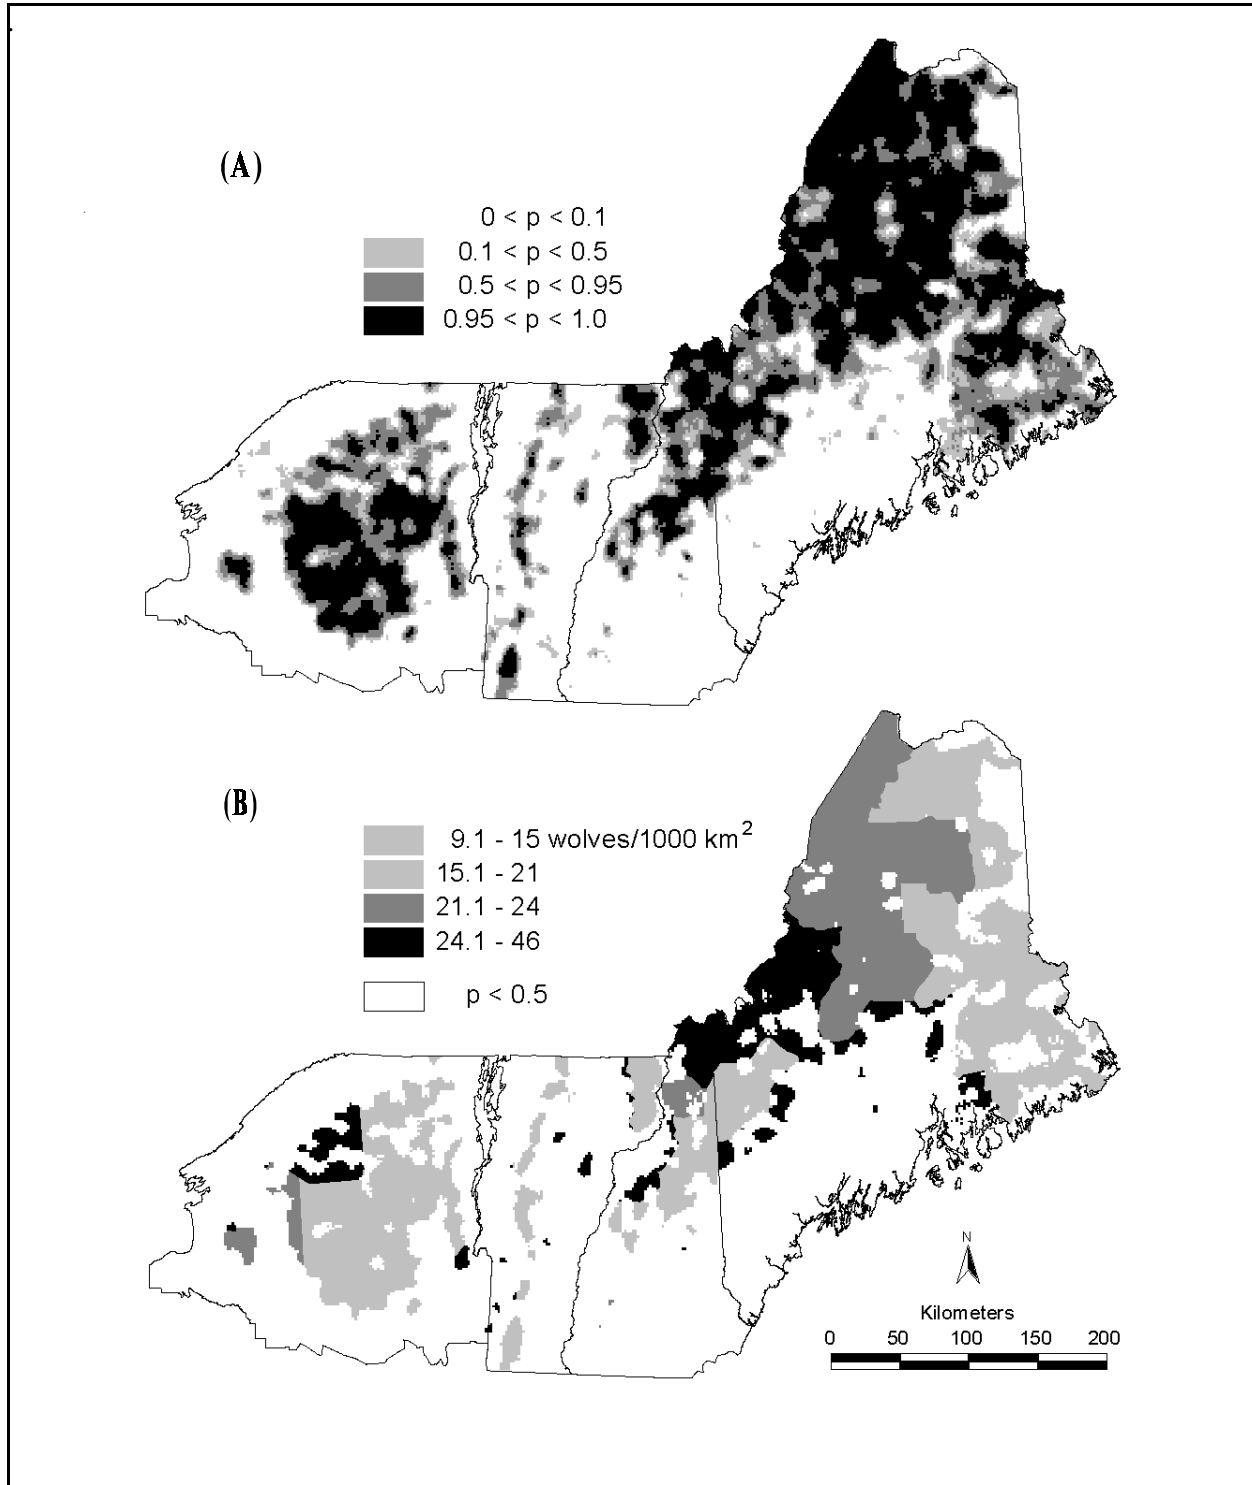 (A)
0 < p < 0.1
0.1 < p < 0.5
0.5 < p < 0.95
0.95 < p < 1.0
(B)
9.1 - 15 wolves/1000 km²
15.1 - 21
21.1 - 24
24.1 - 46
p < 0.5
N
Kilometers
0 50 100 150 200